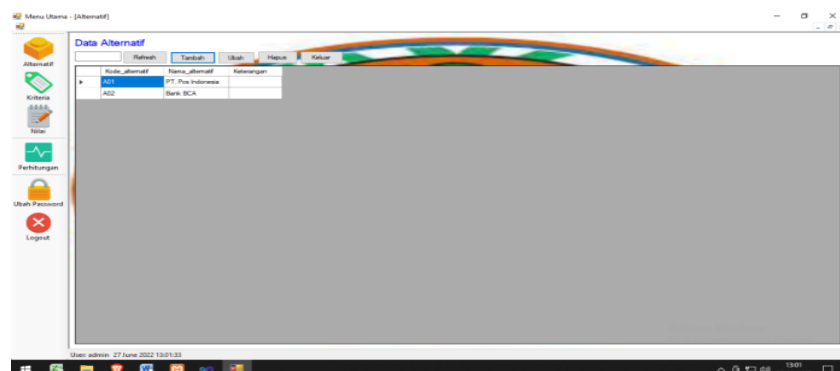 Menu Utama - [Alternatif]
Data Alternatif
Refresh Tambah Ubah Hapus Keluar
Kode_alternatif Nama_alternatif Keterangan
A01 PT. Pos Indonesia
A02 Bank BCA
Alternatif
Kriteria
Nilai
Perhitungan
Ubah Password
Logout
User: admin 27 June 2022 13:01:33
13:01